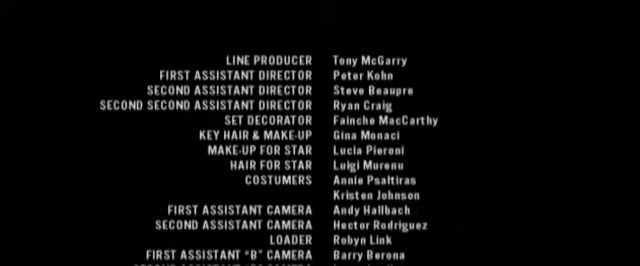 LINE PRODUCER Tony McGarry
FIRST ASSISTANT DIRECTOR Peter Kohn
SECOND ASSISTANT DIRECTOR Steve Beaupre
SECOND SECOND ASSISTANT DIRECTOR Ryan Craig
SET DECORATOR Fainche MacCarthy
KEY HAIR & MAKE-UP Gina Monaci
MAKE-UP FOR STAR Lucia Pieroni
HAIR FOR STAR Luigi Murenu
COSTUMERS Annie Psaltiras
Kristen Johnson
FIRST ASSISTANT CAMERA Andy Hallbach
SECOND ASSISTANT CAMERA Hector Rodriguez
LOADER Robyn Link
FIRST ASSISTANT "B" CAMERA Barry Berona